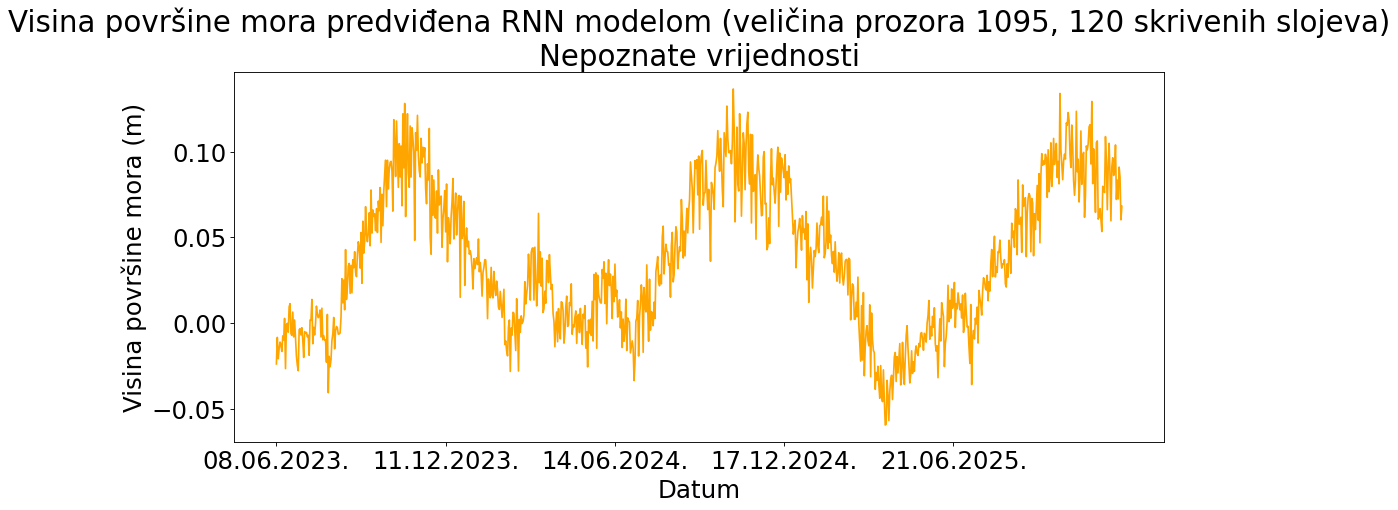 Visina površine mora predviđena RNN modelom (veličina prozora 1095, 120 skrivenih slojeva)
Nepoznate vrijednosti
Visina površine mora (m)
0.10
0.05
0.00
−0.05
08.06.2023. 11.12.2023. 14.06.2024. 17.12.2024. 21.06.2025.
Datum